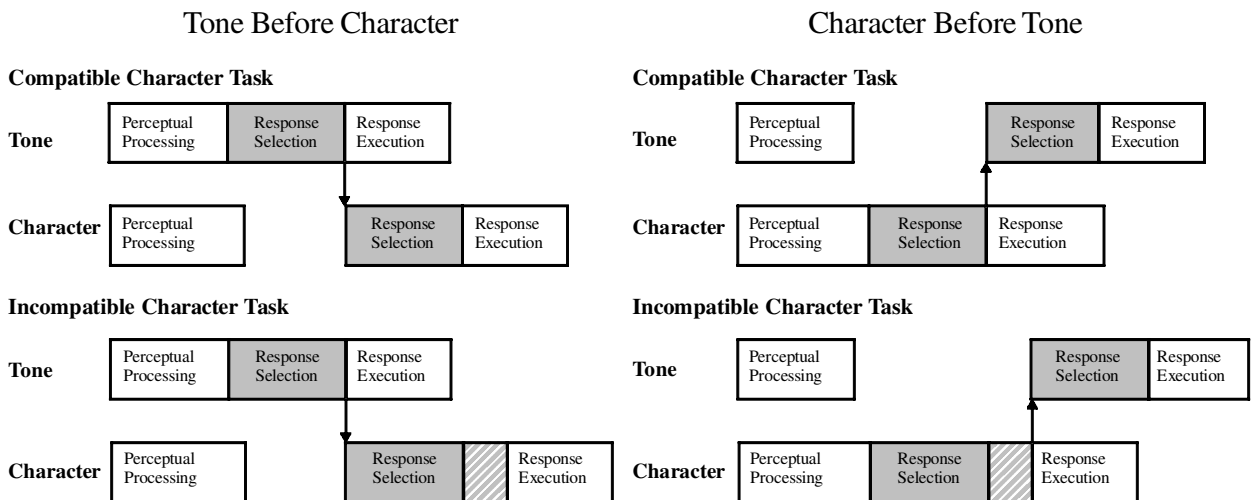 Tone Before Character
Compatible Character Task
Tone
Perceptual
Processing
Response
Selection
Response
Execution
Character
Perceptual
Processing
Response
Selection
Response
Execution
Incompatible Character Task
Tone
Perceptual
Processing
Response
Selection
Response
Execution
Character
Perceptual
Processing
Response
Selection
Response
Execution
Character Before Tone
Compatible Character Task
Tone
Perceptual
Processing
Response
Selection
Response
Execution
Character
Perceptual
Processing
Response
Selection
Response
Execution
Incompatible Character Task
Tone
Perceptual
Processing
Response
Selection
Response
Execution
Character
Perceptual
Processing
Response
Selection
Response
Execution